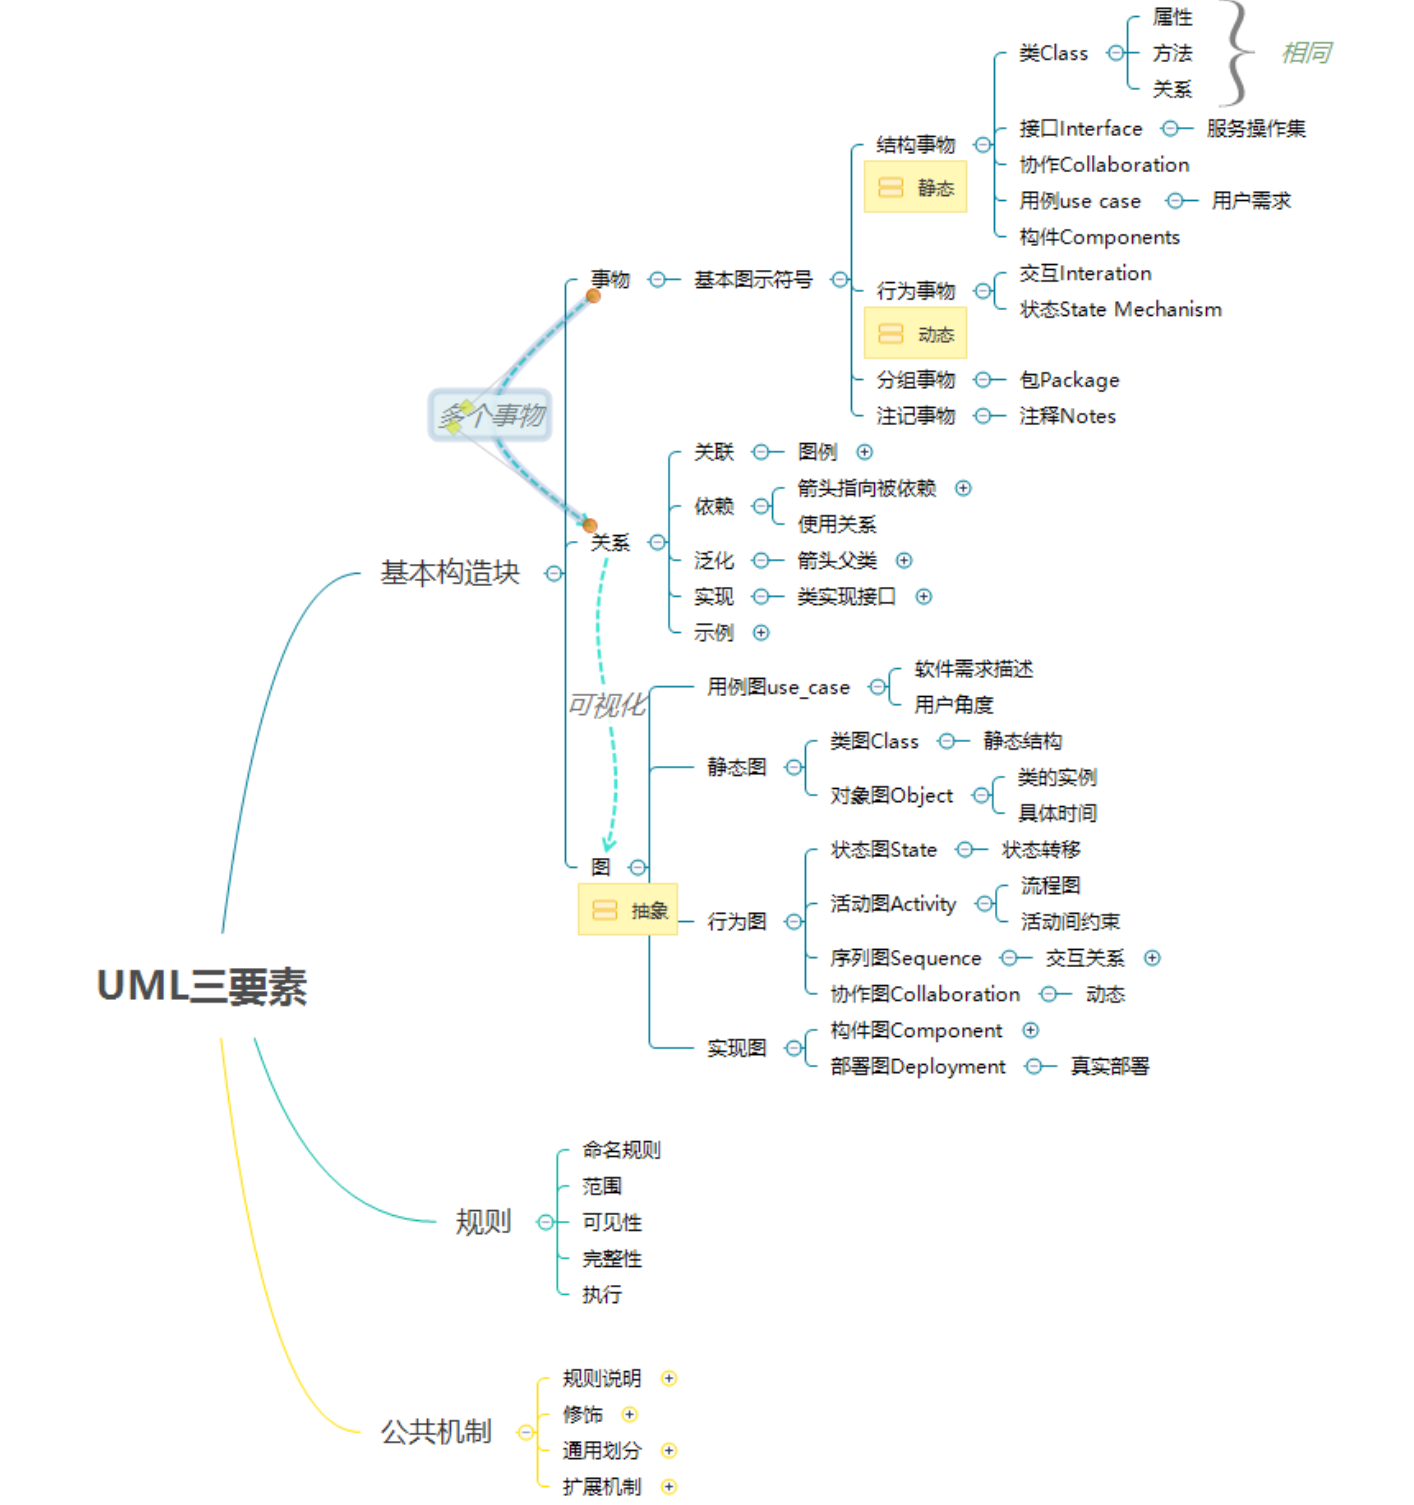 UML三要素
基本构造块
事物
基本图示符号
结构事物
静态
类Class
属性
方法
关系
相同
接口Interface
服务操作集
协作Collaboration
用例use case
用户需求
构件Components
行为事物
动态
交互Interation
状态State Mechanism
分组事物
包Package
注记事物
注释Notes
多个事物
关系
关联
图例
依赖
箭头指向被依赖
使用关系
泛化
箭头父类
实现
类实现接口
示例
可视化
图
抽象
用例图use_case
软件需求描述
用户角度
静态图
类图Class
静态结构
对象图Object
类的实例
具体时间
行为图
状态图State
状态转移
活动图Activity
流程图
活动间约束
序列图Sequence
交互关系
协作图Collaboration
动态
实现图
构件图Component
部署图Deployment
真实部署
规则
命名规则
范围
可见性
完整性
执行
公共机制
规则说明
修饰
通用划分
扩展机制